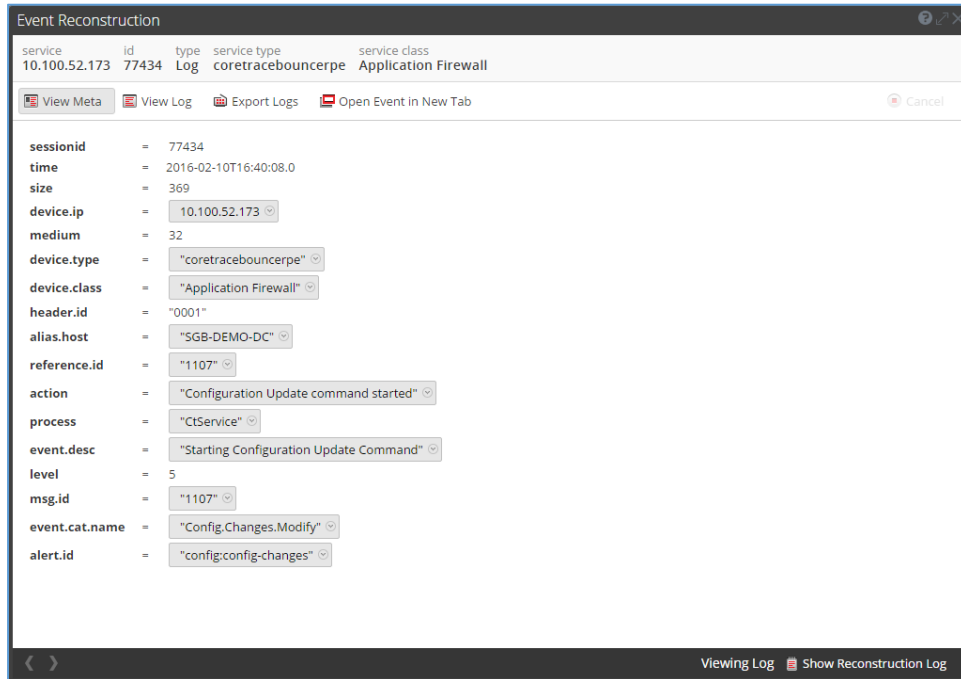 Event Reconstruction
service id type service type service class
10.100.52.173 77434 Log coretracebouncerpe Application Firewall
View Meta View Log Export Logs Open Event in New Tab Cancel
sessionid = 77434
time = 2016-02-10T16:40:08.0
size = 369
device.ip = 10.100.52.173
medium = 32
device.type = "coretracebouncerpe"
device.class = "Application Firewall"
header.id = "0001"
alias.host = "SGB-DEMO-DC"
reference.id = "1107"
action = "Configuration Update command started"
process = "CtService"
event.desc = "Starting Configuration Update Command"
level = 5
msg.id = "1107"
event.cat.name = "Config.Changes.Modify"
alert.id = "config:config-changes"
Viewing Log Show Reconstruction Log